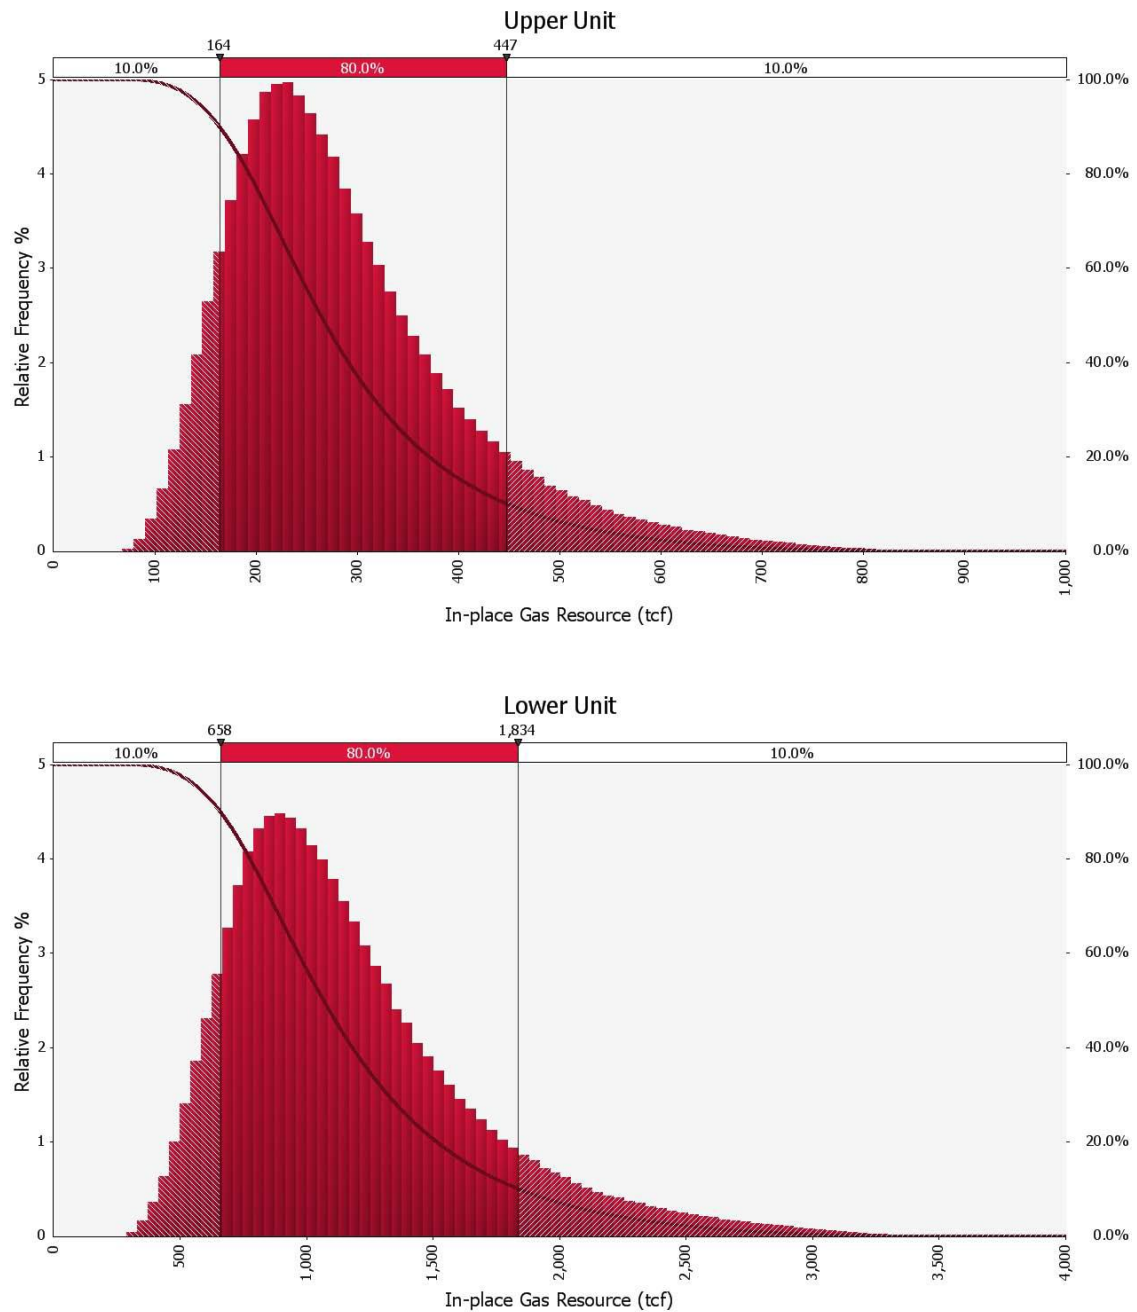 Upper Unit
164 447
10.0% 80.0% 10.0%
5 100.0%
4 80.0%
3 60.0%
2 40.0%
1 20.0%
0 0.0%
Relative Frequency %
0 100 200 300 400 500 600 700 800 900 1,000
In-place Gas Resource (tcf)
Lower Unit
658 1,834
10.0% 80.0% 10.0%
5 100.0%
4 80.0%
3 60.0%
2 40.0%
1 20.0%
0 0.0%
Relative Frequency %
0 500 1,000 1,500 2,000 2,500 3,000 3,500 4,000
In-place Gas Resource (tcf)